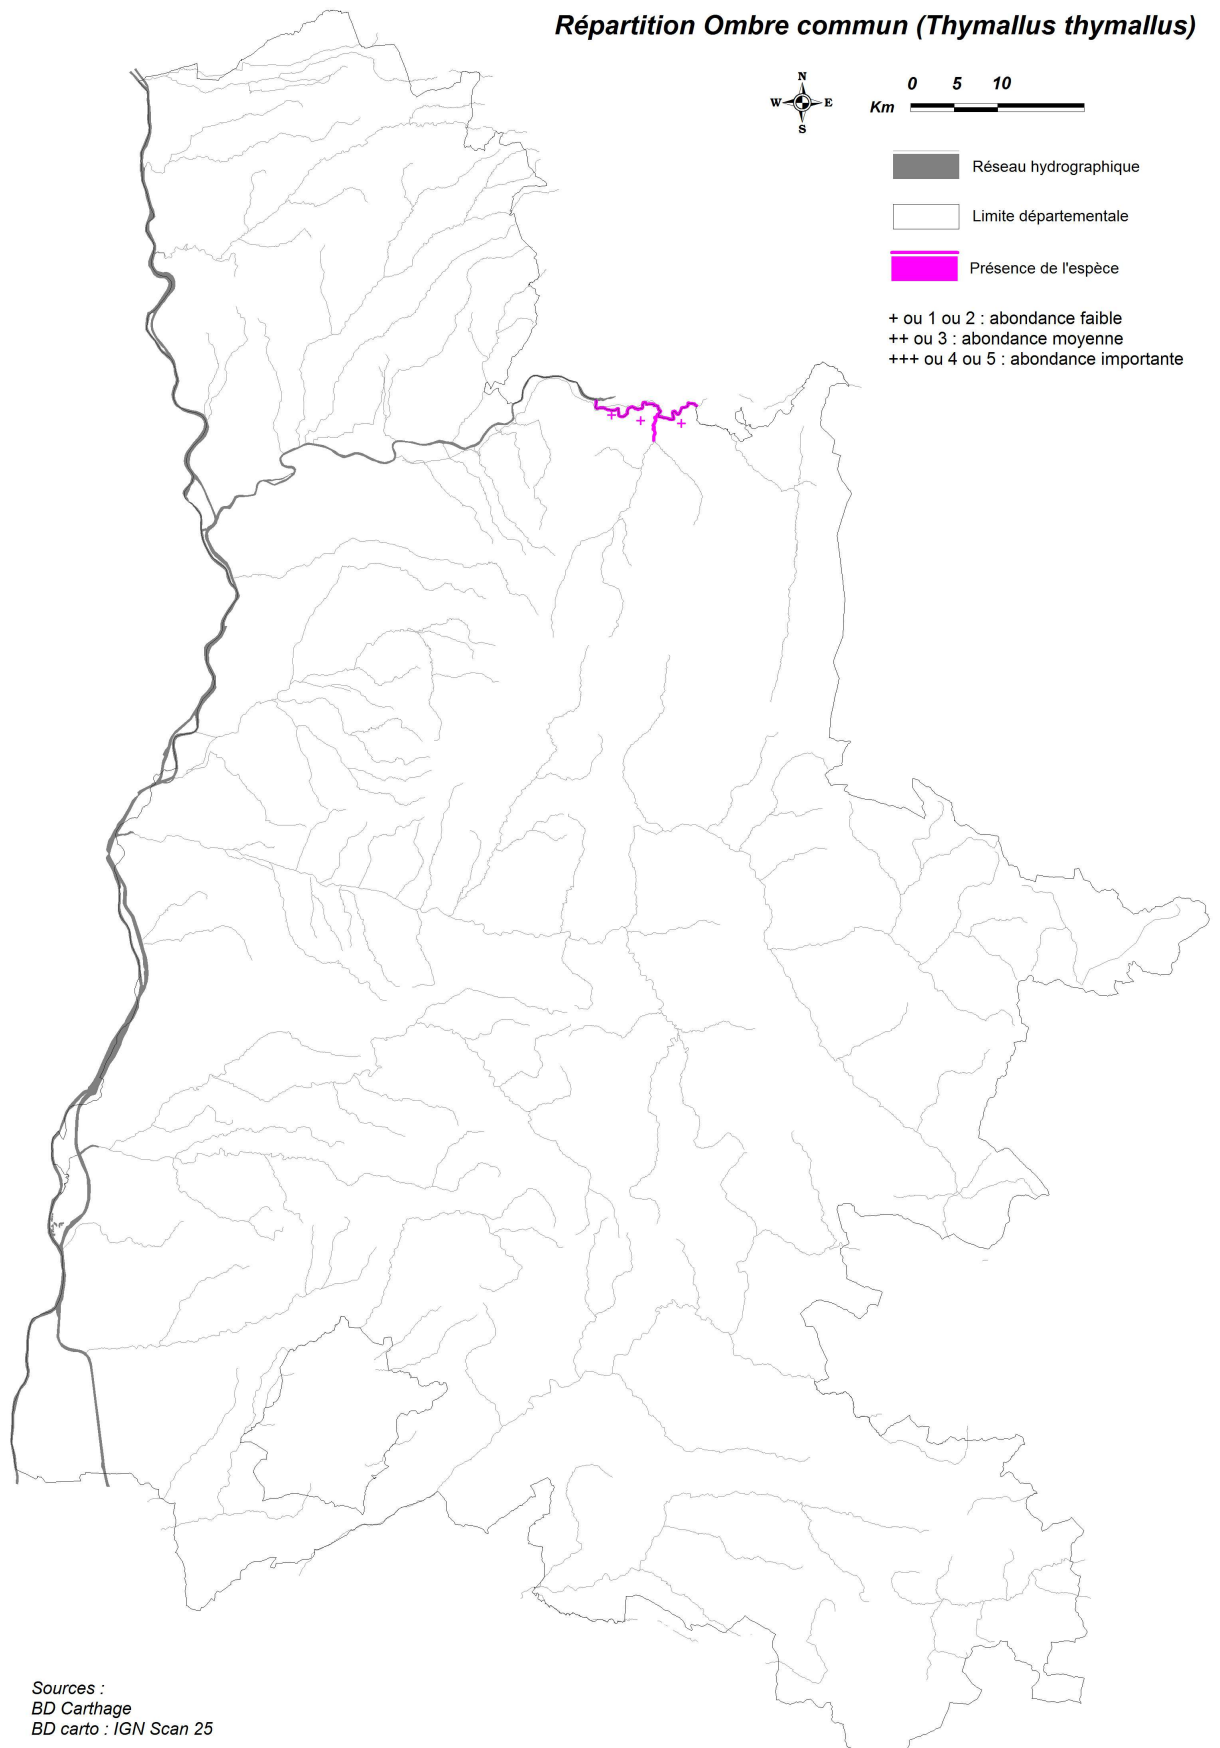 Répartition Ombre commun (Thymallus thymallus)
N
W E
S
0 5 10
Km
Réseau hydrographique
Limite départementale
Présence de l'espèce
+ ou 1 ou 2 : abondance faible
++ ou 3 : abondance moyenne
+++ ou 4 ou 5 : abondance importante
+ + +
Sources :
BD Carthage
BD carto : IGN Scan 25